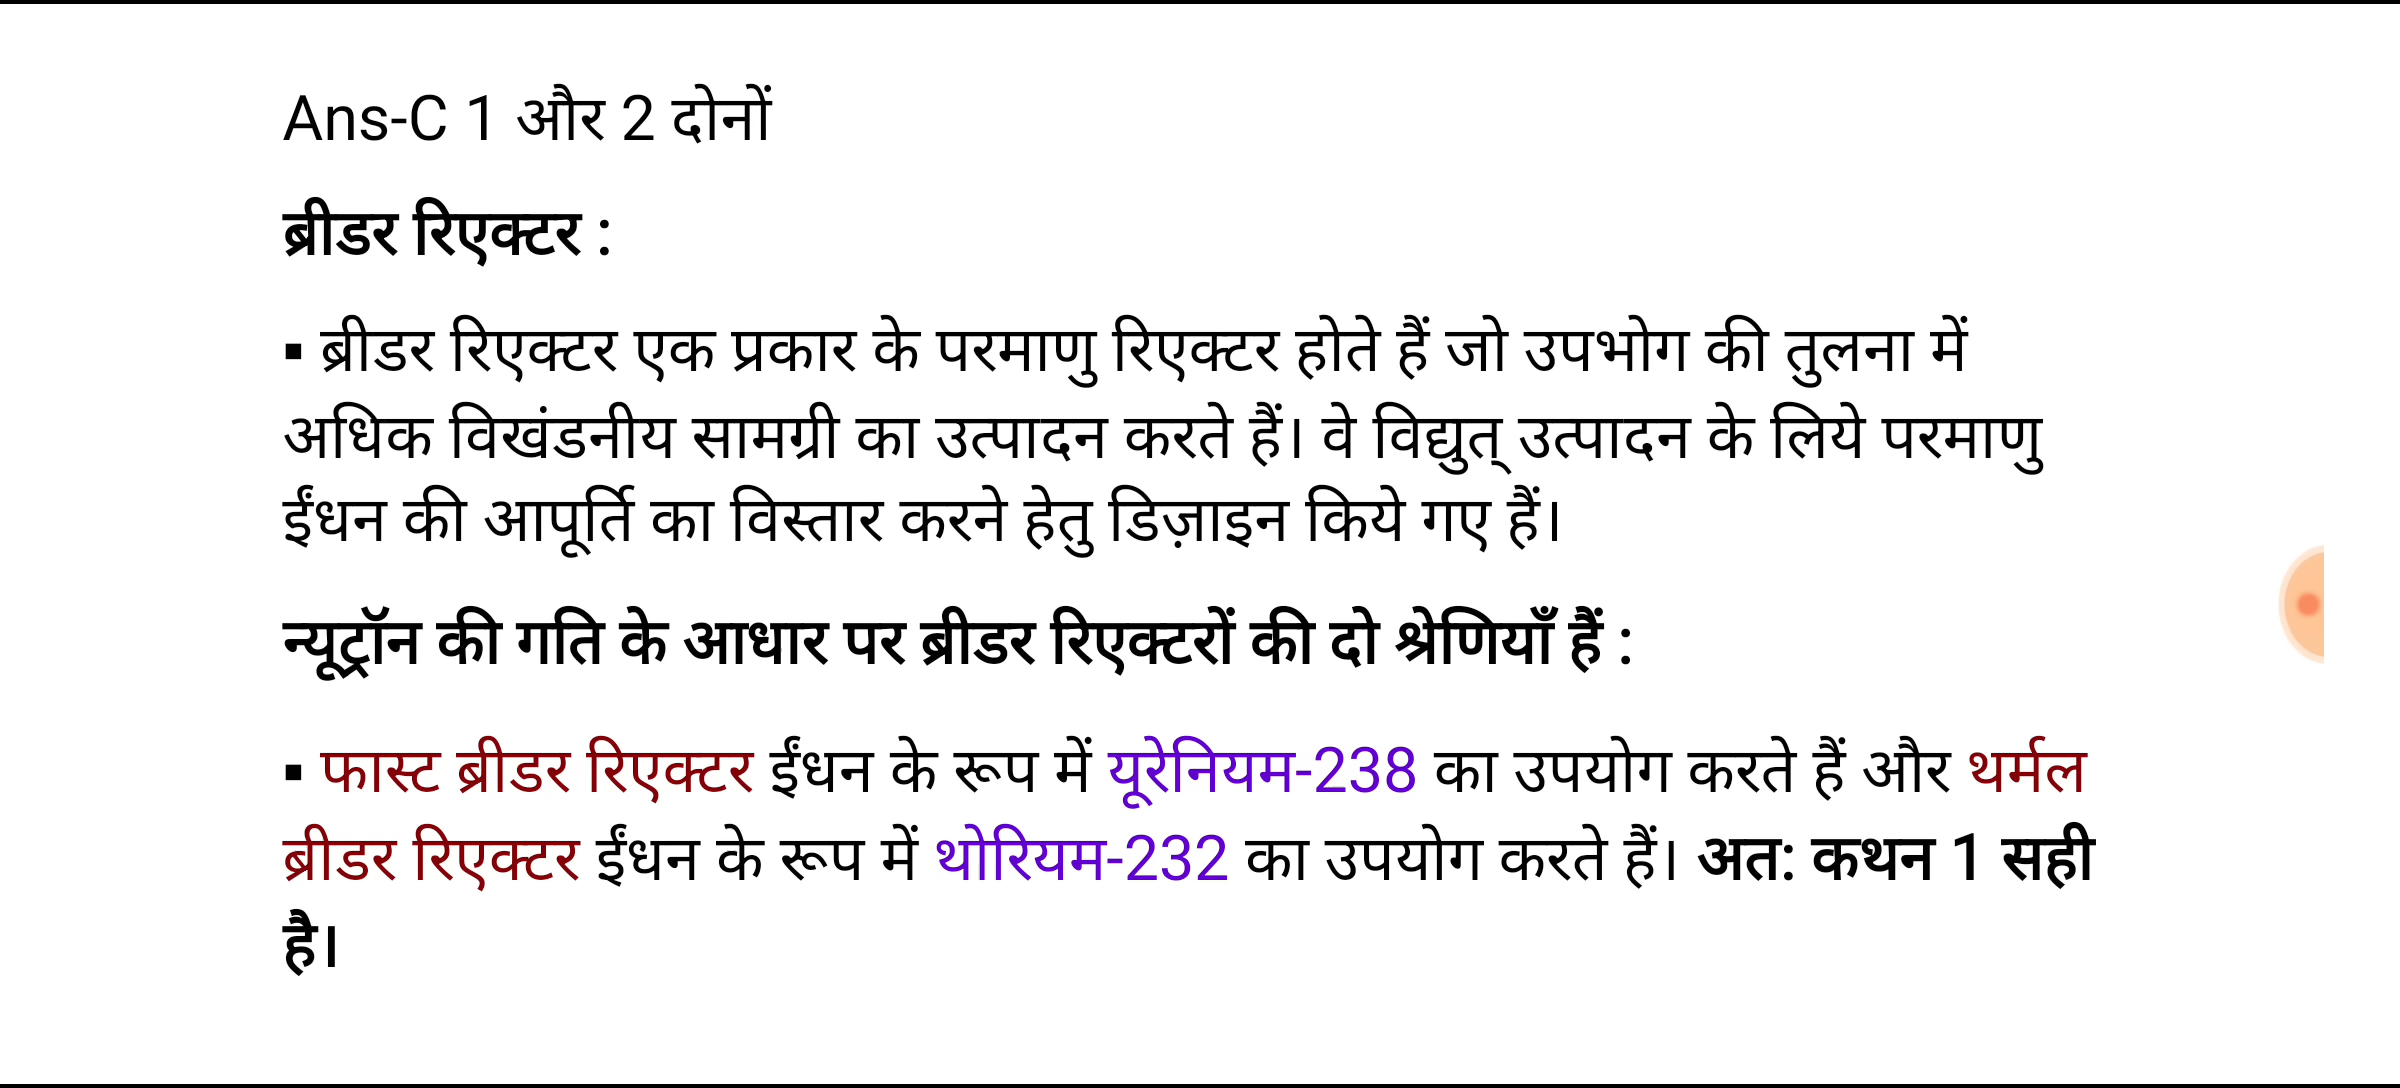 Ans-C 1 और 2 दोनों
ब्रीडर रिएक्टर :
▪ ब्रीडर रिएक्टर एक प्रकार के परमाणु रिएक्टर होते हैं जो उपभोग की तुलना में
अधिक विखंडनीय सामग्री का उत्पादन करते हैं। वे विद्युत् उत्पादन के लिये परमाणु
ईंधन की आपूर्ति का विस्तार करने हेतु डिज़ाइन किये गए हैं।
न्यूट्रॉन की गति के आधार पर ब्रीडर रिएक्टरों की दो श्रेणियाँ हैं :
▪ फास्ट ब्रीडर रिएक्टर ईंधन के रूप में यूरेनियम-238 का उपयोग करते हैं और थर्मल
ब्रीडर रिएक्टर ईंधन के रूप में थोरियम-232 का उपयोग करते हैं। अत: कथन 1 सही
है।